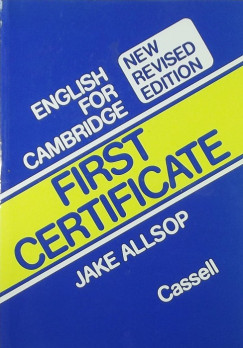 ENGLISH
FOR
CAMBRIDGE
NEW
REVISED
EDITION
FIRST
CERTIFICATE
JAKE ALLSOP
Cassell